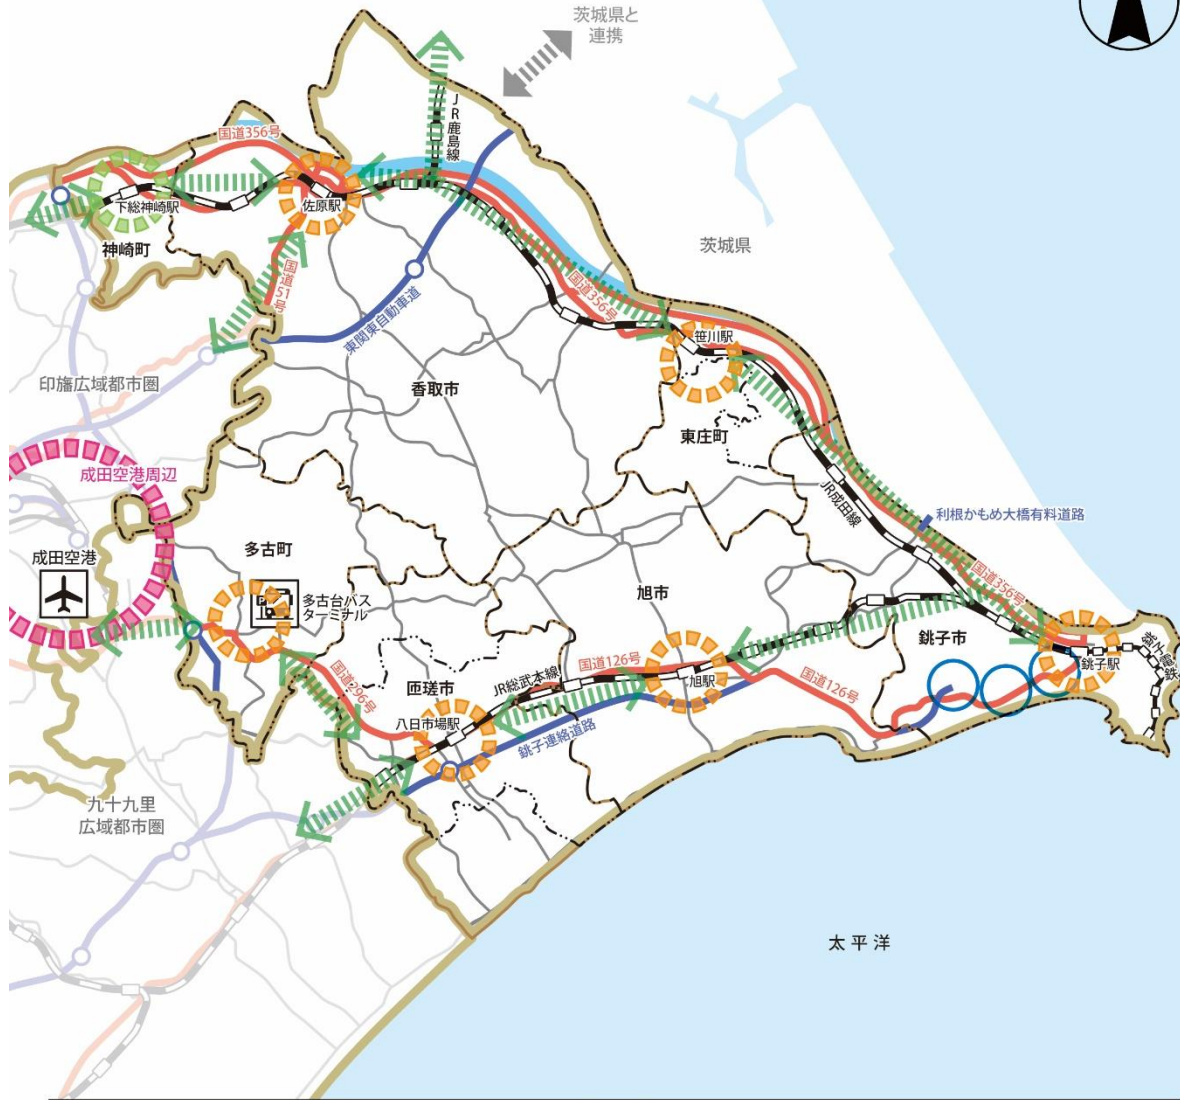 茨城県と
連携
JR鹿島線
国道356号
下総神崎駅
佐原駅
神崎町
国道51号
東関東自動車道
国道356号
茨城県
笹川駅
印旛広域都市圏
香取市
東庄町
成田空港周辺
JR成田線
利根かもめ大橋有料道路
成田空港
多古町
多古台バス
ターミナル
旭市
国道356号
銚子市
銚子駅
銚子電鉄
国道296号
匝瑳市
JR総武本線
国道126号
旭駅
国道126号
八日市場駅
銚子連絡道路
九十九里
広域都市圏
太平洋